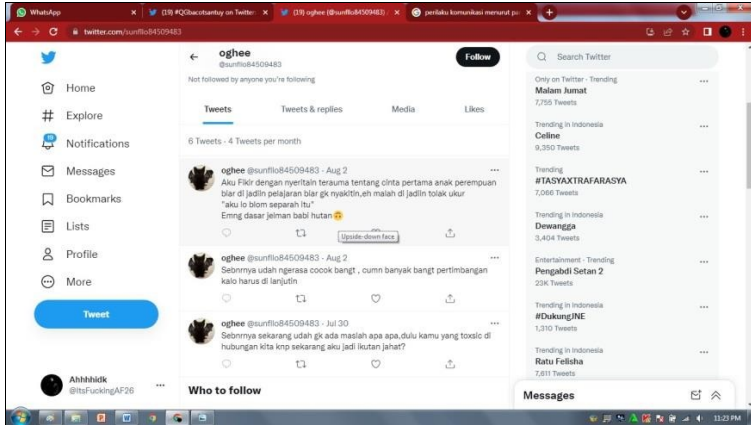 WhatsApp
(19) #QGbacotsantuy on Twitter:
(19) oghee (@sunfllo84509483) /
perilaku komunikasi menurut pa
twitter.com/sunfllo84509483
Home
Explore
19
Notifications
Messages
Bookmarks
Lists
Profile
More
Tweet
Ahhhhidk
@ItsFuckingAF26
oghee
@sunfllo84509483
Follow
Not followed by anyone you're following
Tweets
Tweets & replies
Media
Likes
6 Tweets · 4 Tweets per month
oghee @sunfllo84509483 · Aug 2
Aku Fikir dengan nyeritain terauma tentang cinta pertama anak perempuan
biar di jadiin pelajaran biar gk nyakitin,eh malah di jadiin tolak ukur
"aku lo blom separah itu"
Emng dasar jelman babi hutan🙃
Upside-down face
oghee @sunfllo84509483 · Aug 2
Sebnrnya udah ngerasa cocok bangt , cumn banyak bangt pertimbangan
kalo harus di lanjutin
oghee @sunfllo84509483 · Jul 30
Sebnrnya sekarang udah gk ada maslah apa apa,dulu kamu yang toxsic di
hubungan kita knp sekarang aku jadi ikutan jahat?
Who to follow
Search Twitter
Only on Twitter · Trending
Malam Jumat
7,755 Tweets
Trending in Indonesia
Celine
9,350 Tweets
Trending
#TASYAXTRAFARASYA
7,066 Tweets
Trending in Indonesia
Dewangga
3,404 Tweets
Entertainment · Trending
Pengabdi Setan 2
23K Tweets
Trending in Indonesia
#DukungJNE
1,310 Tweets
Trending in Indonesia
Ratu Felisha
7,611 Tweets
Messages
11:23 PM